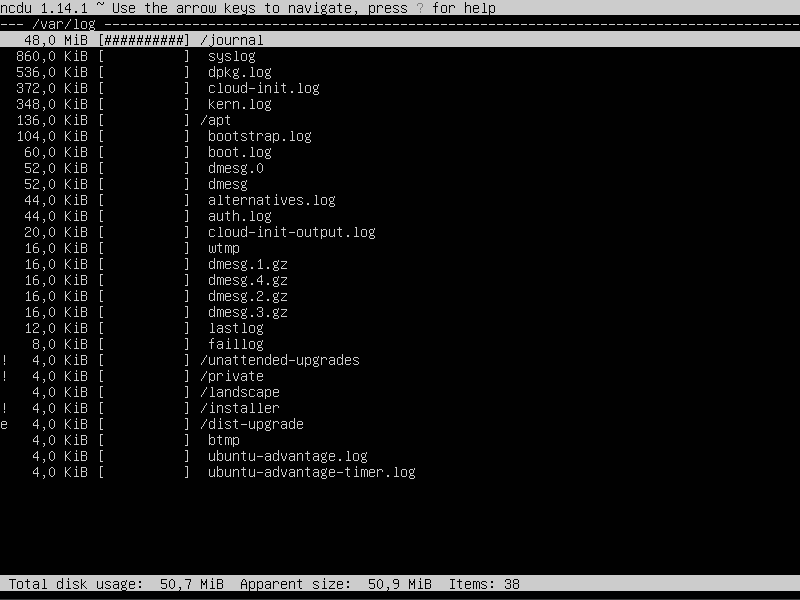 ncdu 1.14.1 ~ Use the arrow keys to navigate, press ? for help
--- /var/log ---------------------------------------------------------------------------------------
   48,0 MiB [##########] /journal
  860,0 KiB [          ]  syslog
  536,0 KiB [          ]  dpkg.log
  372,0 KiB [          ]  cloud-init.log
  348,0 KiB [          ]  kern.log
  136,0 KiB [          ] /apt
  104,0 KiB [          ]  bootstrap.log
   60,0 KiB [          ]  boot.log
   52,0 KiB [          ]  dmesg.0
   52,0 KiB [          ]  dmesg
   44,0 KiB [          ]  alternatives.log
   44,0 KiB [          ]  auth.log
   20,0 KiB [          ]  cloud-init-output.log
   16,0 KiB [          ]  wtmp
   16,0 KiB [          ]  dmesg.1.gz
   16,0 KiB [          ]  dmesg.4.gz
   16,0 KiB [          ]  dmesg.2.gz
   16,0 KiB [          ]  dmesg.3.gz
   12,0 KiB [          ]  lastlog
    8,0 KiB [          ]  faillog
!   4,0 KiB [          ] /unattended-upgrades
!   4,0 KiB [          ] /private
    4,0 KiB [          ] /landscape
!   4,0 KiB [          ] /installer
e   4,0 KiB [          ] /dist-upgrade
    4,0 KiB [          ]  btmp
    4,0 KiB [          ]  ubuntu-advantage.log
    4,0 KiB [          ]  ubuntu-advantage-timer.log
 Total disk usage:  50,7 MiB  Apparent size:  50,9 MiB  Items: 38